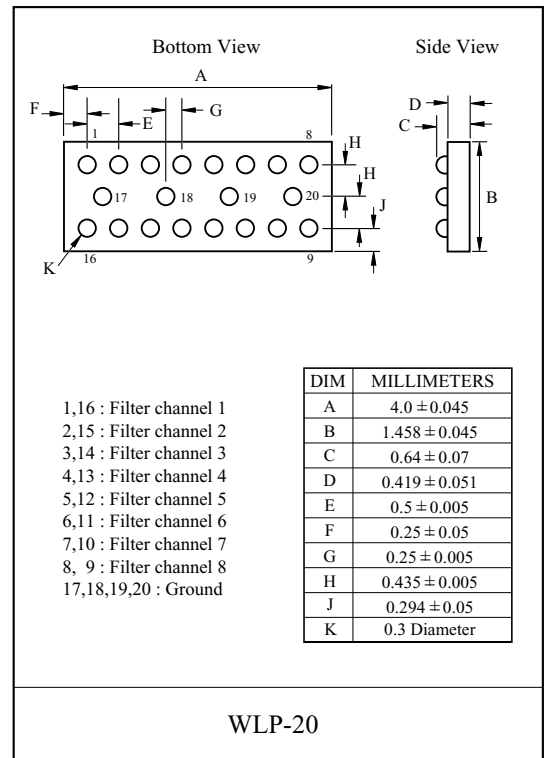 Bottom View
Side View
A
F
E
G
D
C
1
8
H
H
17
18
19
20
J
B
K
16
9
1,16 : Filter channel 1
2,15 : Filter channel 2
3,14 : Filter channel 3
4,13 : Filter channel 4
5,12 : Filter channel 5
6,11 : Filter channel 6
7,10 : Filter channel 7
8, 9 : Filter channel 8
17,18,19,20 : Ground
DIM MILLIMETERS
A 4.0 ± 0.045
B 1.458 ± 0.045
C 0.64 ± 0.07
D 0.419 ± 0.051
E 0.5 ± 0.005
F 0.25 ± 0.05
G 0.25 ± 0.005
H 0.435 ± 0.005
J 0.294 ± 0.05
K 0.3 Diameter
WLP-20